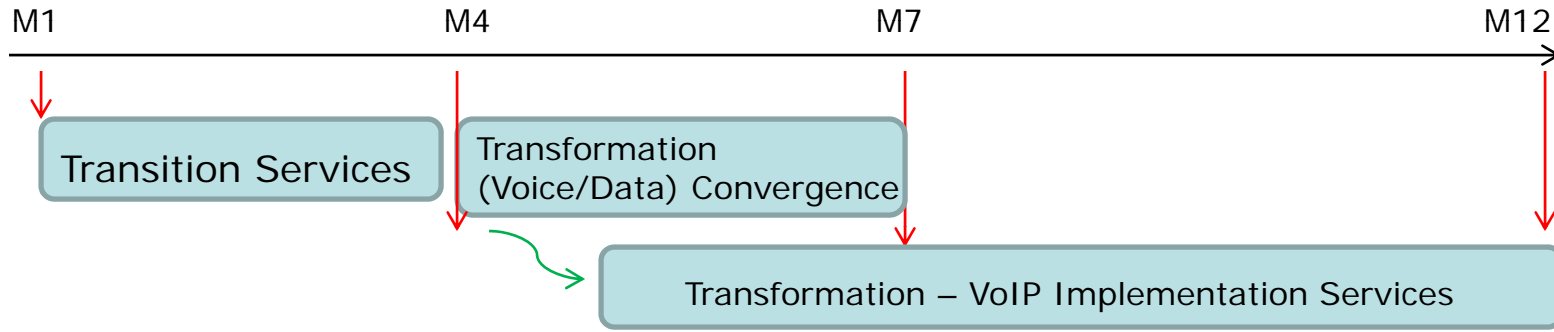 M1 M4 M7 M12
Transition Services
Transformation
(Voice/Data) Convergence
Transformation – VoIP Implementation Services